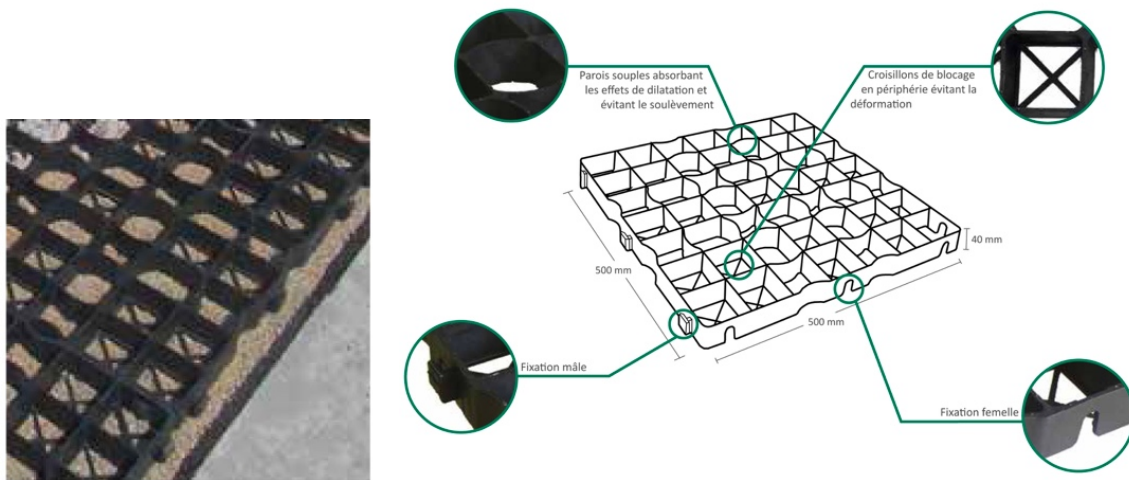 Parois souples absorbant
les effets de dilatation et
évitant le soulèvement
Croisillons de blocage
en périphérie évitant la
déformation
40 mm
500 mm
500 mm
Fixation mâle
Fixation femelle